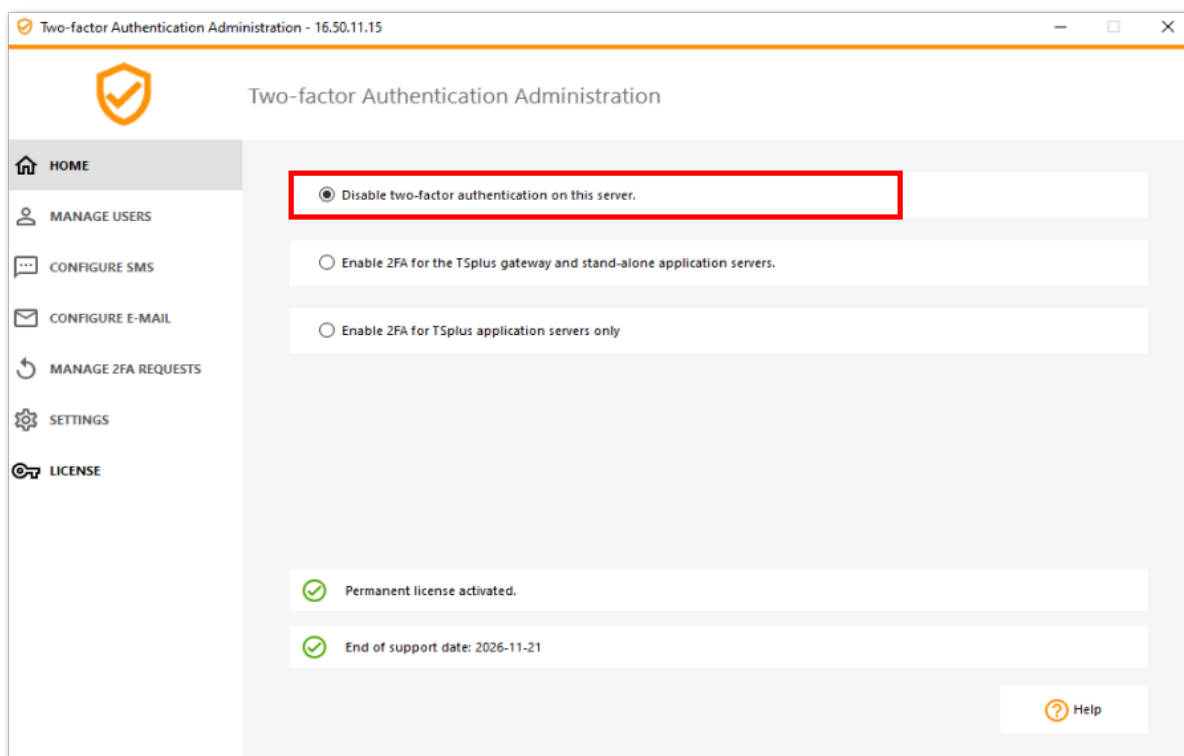 Two-factor Authentication Administration - 16.50.11.15
Two-factor Authentication Administration
HOME
MANAGE USERS
CONFIGURE SMS
CONFIGURE E-MAIL
MANAGE 2FA REQUESTS
SETTINGS
LICENSE
Disable two-factor authentication on this server.
Enable 2FA for the TSplus gateway and stand-alone application servers.
Enable 2FA for TSplus application servers only
Permanent license activated.
End of support date: 2026-11-21
Help